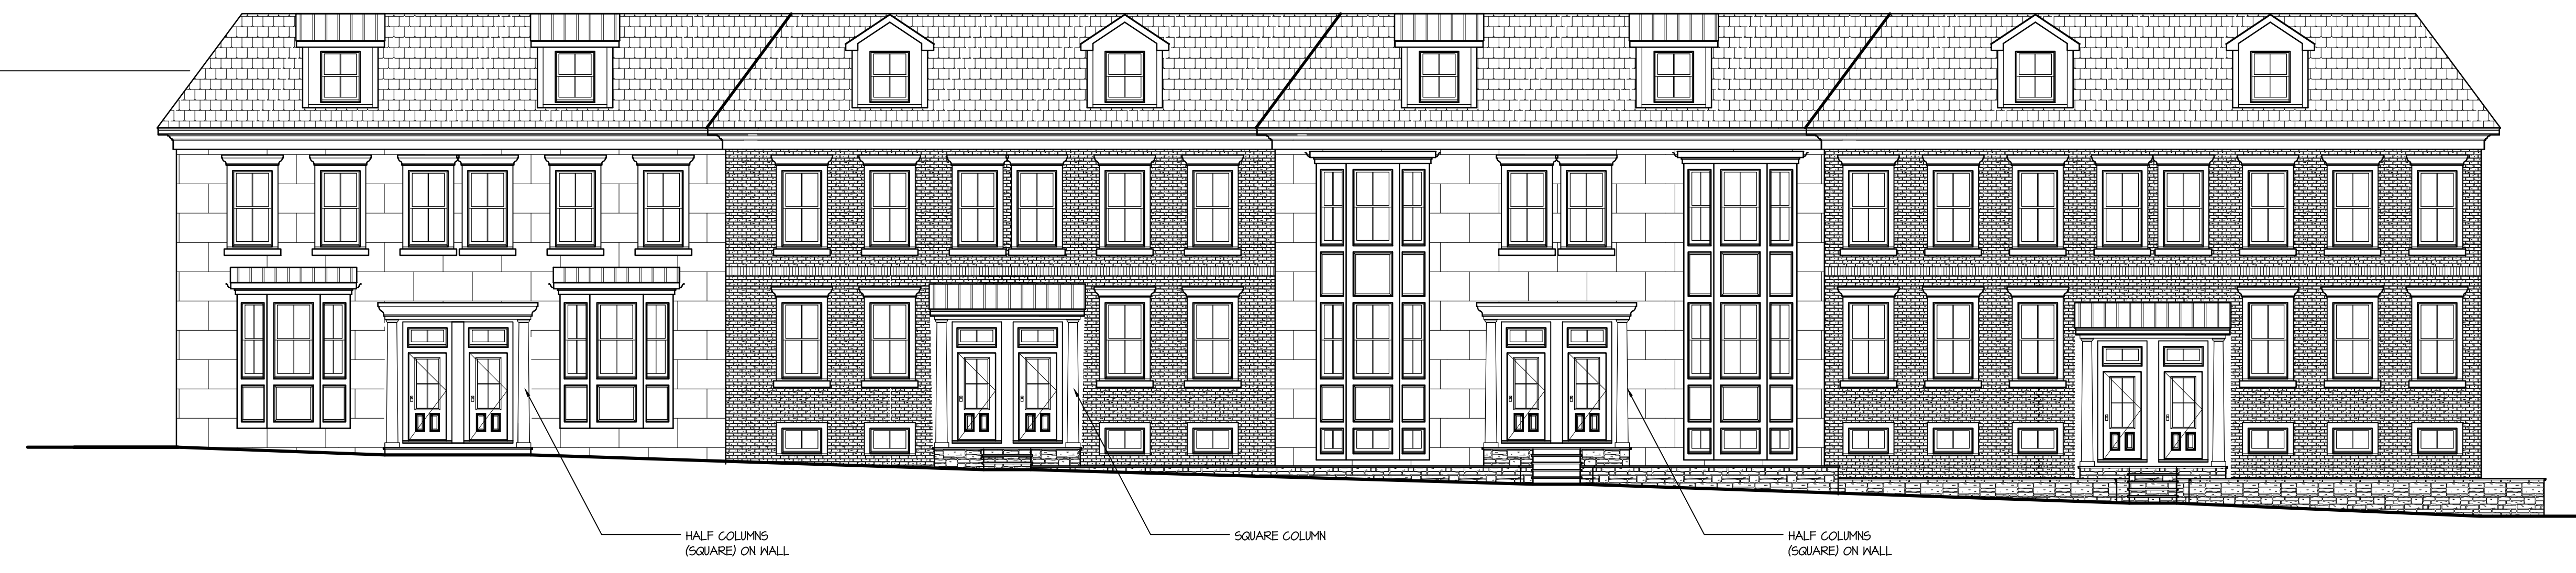 HALF COLUMNS
(SQUARE) ON WALL
SQUARE COLUMN
HALF COLUMNS
(SQUARE) ON WALL